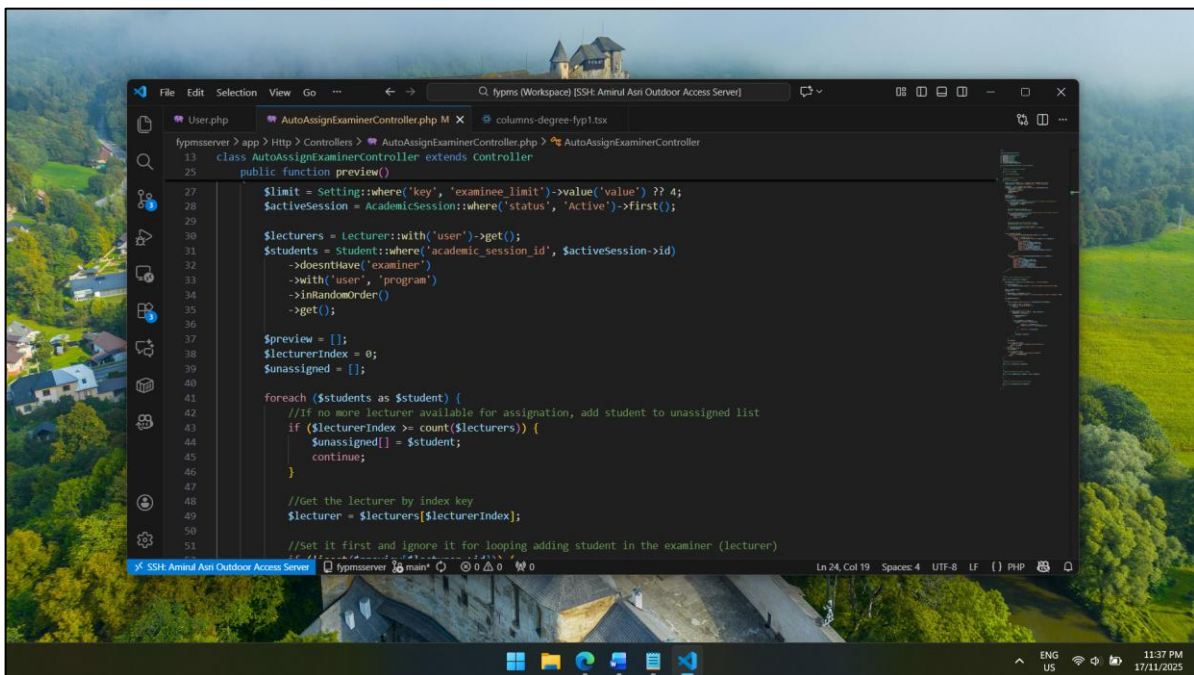 File Edit Selection View Go ··· fypms (Workspace) [SSH: Amirul Asri Outdoor Access Server]
User.php AutoAssignExaminerController.php M columns-degree-fyp1.tsx
fypmsserver > app > Http > Controllers > AutoAssignExaminerController.php > AutoAssignExaminerController
13 class AutoAssignExaminerController extends Controller
25 public function preview()
27 $limit = Setting::where('key', 'examinee_limit')->value('value') ?? 4;
28 $activeSession = AcademicSession::where('status', 'Active')->first();
29
30 $lecturers = Lecturer::with('user')->get();
31 $students = Student::where('academic_session_id', $activeSession->id)
32 ->doesntHave('examiner')
33 ->with('user', 'program')
34 ->inRandomOrder()
35 ->get();
36
37 $preview = [];
38 $lecturerIndex = 0;
39 $unassigned = [];
40
41 foreach ($students as $student) {
42 //If no more lecturer available for assignation, add student to unassigned list
43 if ($lecturerIndex >= count($lecturers)) {
44 $unassigned[] = $student;
45 continue;
46 }
47
48 //Get the lecturer by index key
49 $lecturer = $lecturers[$lecturerIndex];
50
51 //Set it first and ignore it for looping adding student in the examiner (lecturer)
SSH: Amirul Asri Outdoor Access Server fypmsserver main* 0 0 0 Ln 24, Col 19 Spaces: 4 UTF-8 LF {} PHP
ENG 11:37 PM
US 17/11/2025